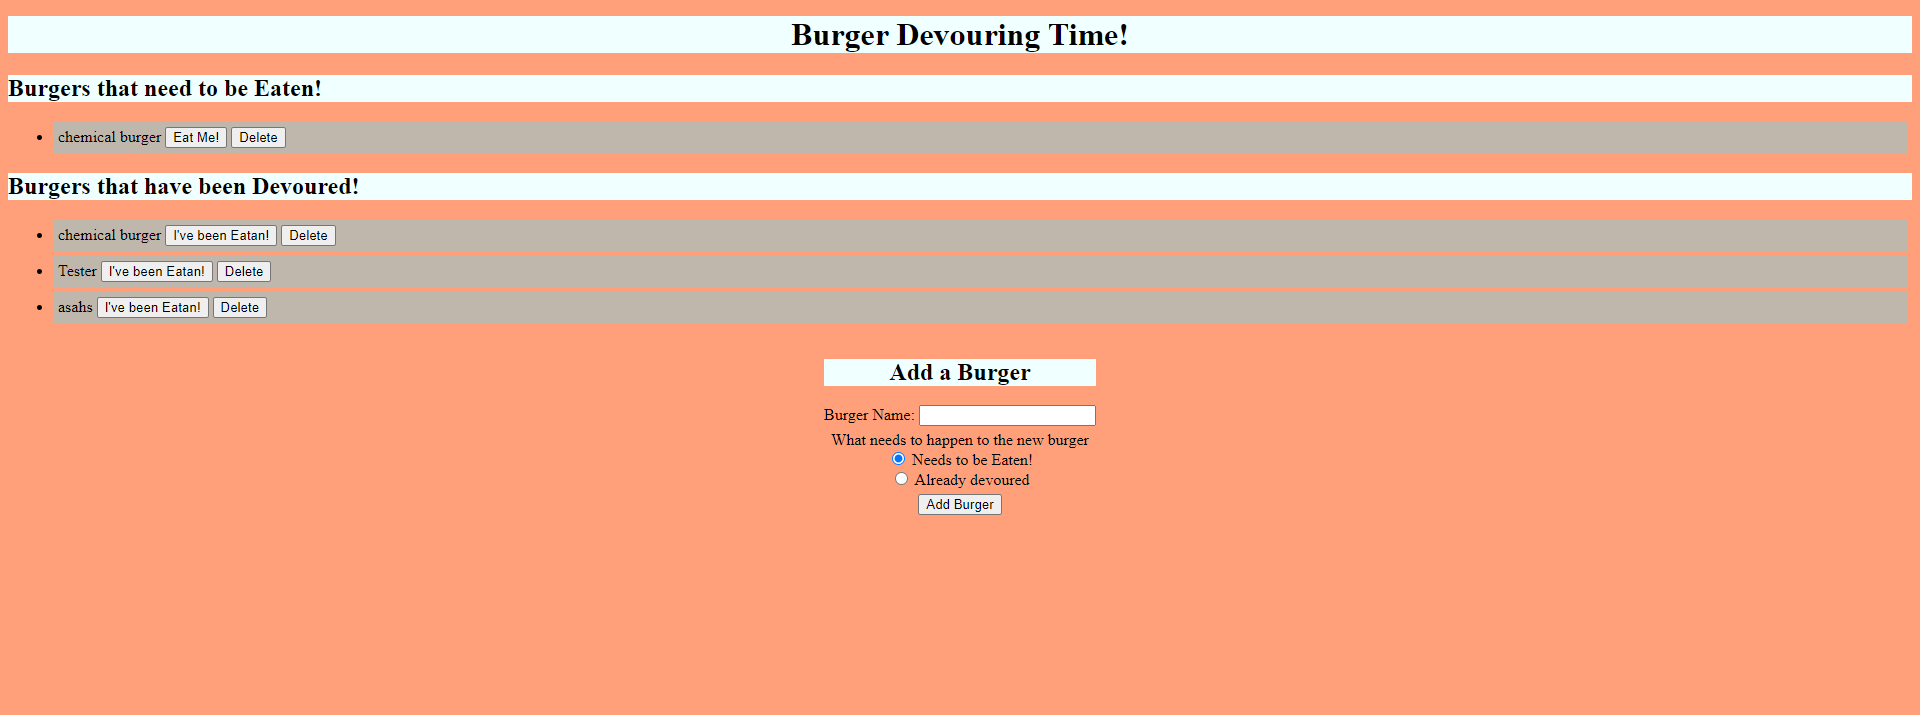 Burger Devouring Time!
Burgers that need to be Eaten!
chemical burger Eat Me! Delete
Burgers that have been Devoured!
chemical burger I've been Eatan! Delete
Tester I've been Eatan! Delete
asahs I've been Eatan! Delete
Add a Burger
Burger Name:
What needs to happen to the new burger
Needs to be Eaten!
Already devoured
Add Burger